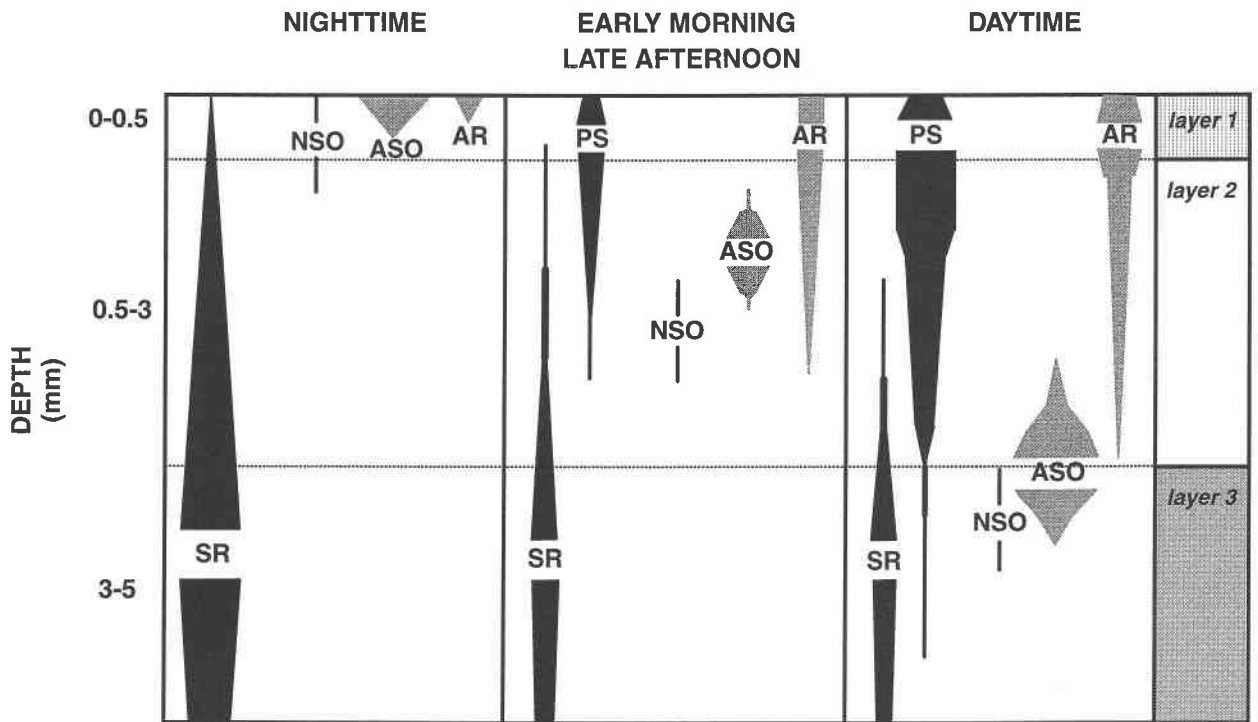 NIGHTTIME
EARLY MORNING
LATE AFTERNOON
DAYTIME
DEPTH
(mm)
0-0.5
0.5-3
3-5
SR
NSO
ASO
AR
SR
PS
NSO
ASO
AR
SR
PS
NSO
ASO
AR
layer 1
layer 2
layer 3